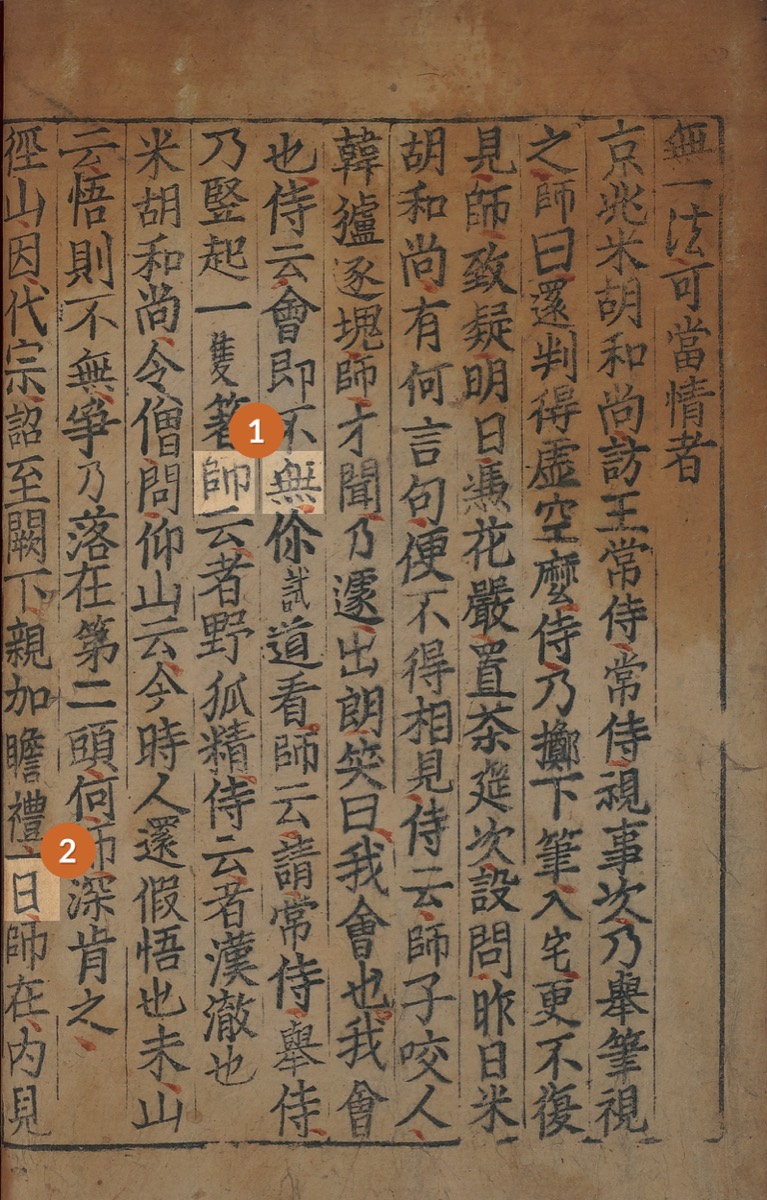 無一法可當情者
京兆米胡和尚訪王常侍常侍視事次乃舉筆視
之師曰還判得虛空麼侍乃擲下筆入宅更不復
見師致疑明日憑花嚴置茶筵次設問昨日米
胡和尚有何言句便不得相見侍云師子咬人
韓獹逐塊師才聞乃遽出朗笑曰我會也我會
也侍云會即不無你試道看師云請常侍舉侍
乃竪起一隻箸師云者野狐精侍云者漢澈也
米胡和尚令僧問仰山云今時人還假悟也未山
云悟則不無爭乃落在第二頭何師深肯之
徑山因代宗詔至闕下親加瞻禮一日師在內見
1
2